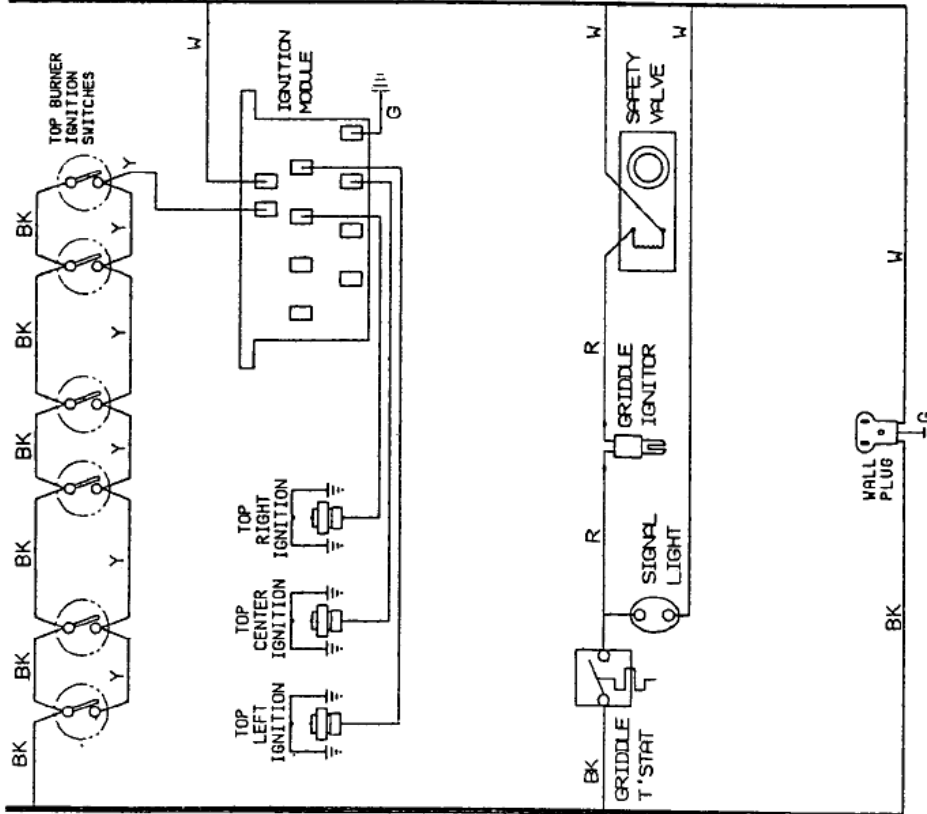 TOP BURNER
IGNITION
SWITCHES
BK
BK
BK
BK
BK
BK
Y
Y
Y
Y
Y
Y
W
IGNITION
MODULE
G
TOP
RIGHT
IGNITION
TOP
CENTER
IGNITION
TOP
LEFT
IGNITION
W
W
SAFETY
VALVE
R
GRIDDLE
IGNITOR
R
SIGNAL
LIGHT
BK
GRIDDLE
T'STAT
W
WALL
PLUG
G
BK